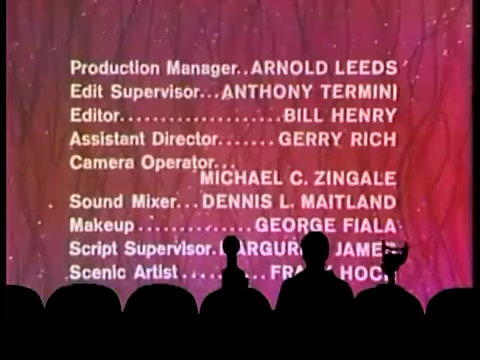 Production Manager..ARNOLD LEEDS
Edit Supervisor...ANTHONY TERMINI
Editor....................BILL HENRY
Assistant Director.......GERRY RICH
Camera Operator...
MICHAEL C. ZINGALE
Sound Mixer...DENNIS L. MAITLAND
Makeup............GEORGE FIALA
Script Supervisor.
Scenic Artist